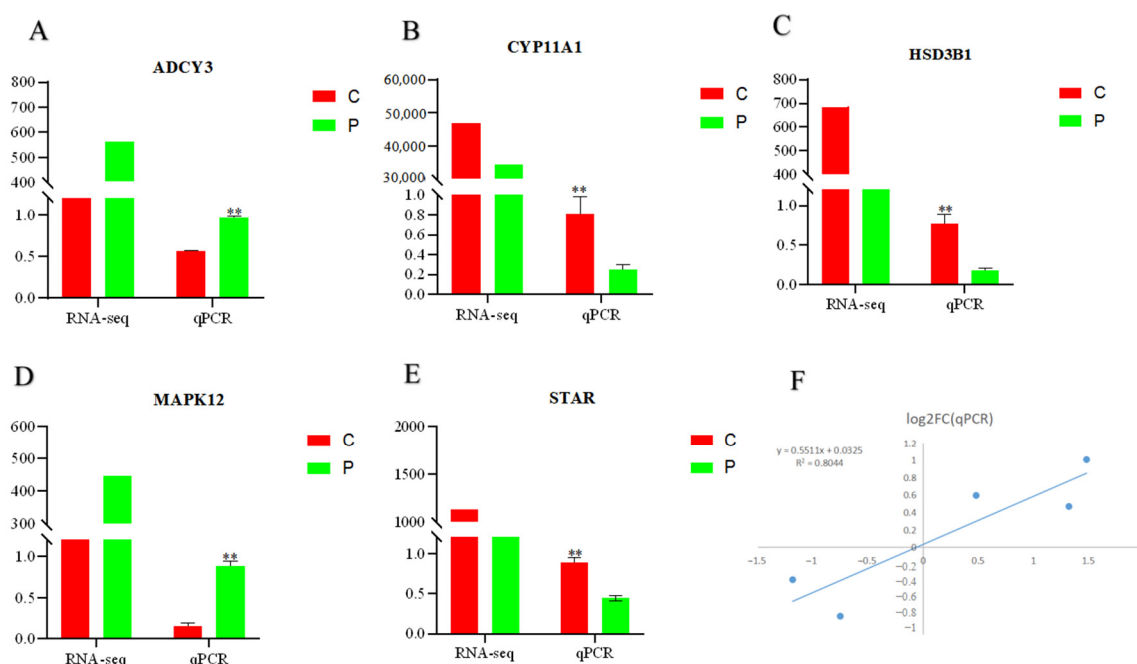 A
ADCY3
800
700
600
500
400
1.0
0.5
0.0
**
RNA-seq
qPCR
C
P
B
CYP11A1
60,000
50,000
40,000
30,000
1.0
0.8
0.6
0.4
0.2
0.0
**
RNA-seq
qPCR
C
P
C
HSD3B1
800
700
600
500
400
1.0
0.5
0.0
**
RNA-seq
qPCR
C
P
D
MAPK12
600
500
400
300
1.0
0.5
0.0
**
RNA-seq
qPCR
C
P
E
STAR
2000
1000
1.0
0.5
0.0
**
RNA-seq
qPCR
C
P
F
log2FC(qPCR)
y = 0.5511x + 0.0325
R² = 0.8044
1.2
1
0.8
0.6
0.4
0.2
0
−0.2
−0.4
−0.6
−0.8
−1
−1.5
−1
−0.5
0
0.5
1
1.5